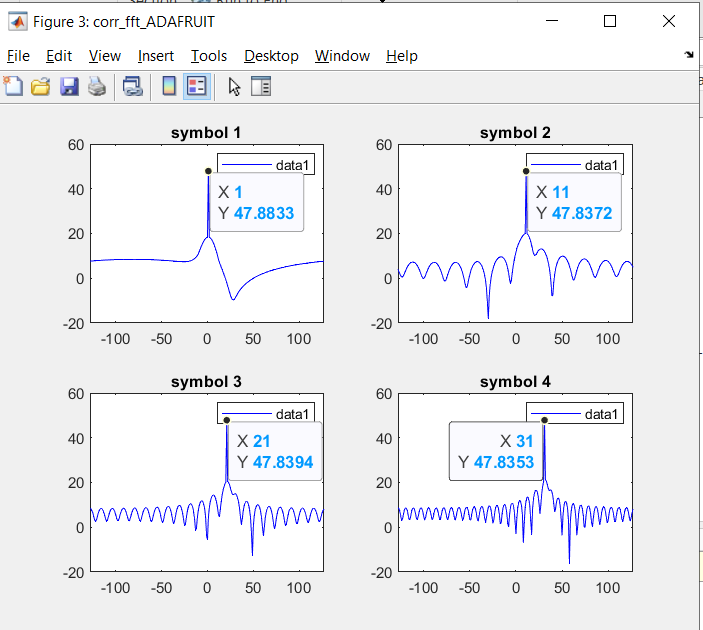 Figure 3: corr_fft_ADAFRUIT
File Edit View Insert Tools Desktop Window Help
symbol 1
60
40
20
0
-20
-100 -50 0 50 100
data1
X 1
Y 47.8833
symbol 2
60
40
20
0
-20
-100 -50 0 50 100
data1
X 11
Y 47.8372
symbol 3
60
40
20
0
-20
-100 -50 0 50 100
data1
X 21
Y 47.8394
symbol 4
60
40
20
0
-20
-100 -50 0 50 100
data1
X 31
Y 47.8353